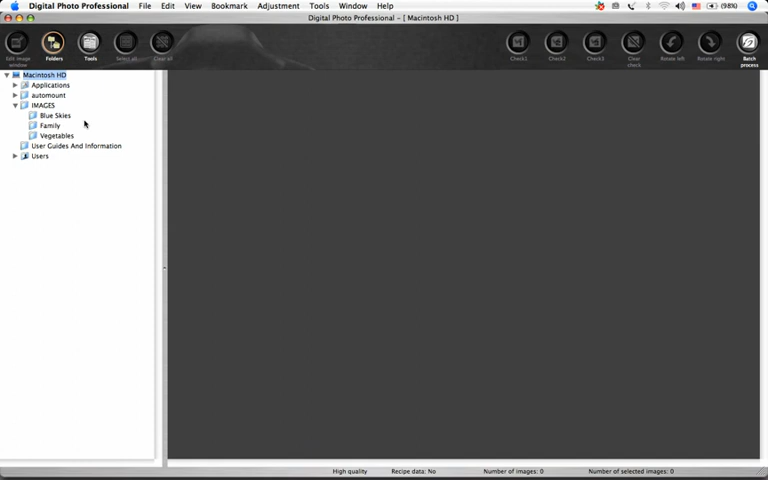 Digital Photo Professional File Edit View Bookmark Adjustment Tools Window Help (98%)
Digital Photo Professional - [ Macintosh HD ]
Edit image window Folders Tools Select all Clear all Check1 Check2 Check3 Clear check Rotate left Rotate right Batch process
Macintosh HD
Applications
automount
IMAGES
Blue Skies
Family
Vegetables
User Guides And Information
Users
High quality Recipe data: No Number of images: 0 Number of selected images: 0